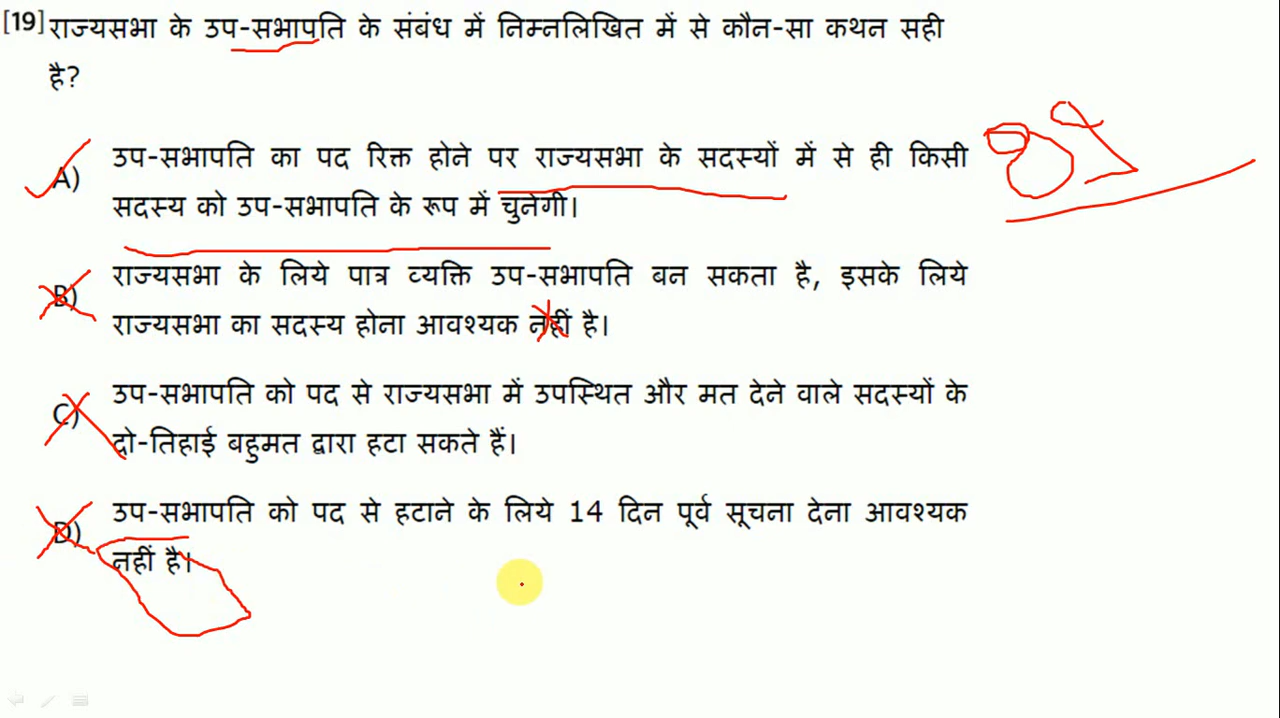 [19] राज्यसभा के उप-सभापति के संबंध में निम्नलिखित में से कौन-सा कथन सही
है?
A) उप-सभापति का पद रिक्त होने पर राज्यसभा के सदस्यों में से ही किसी
सदस्य को उप-सभापति के रूप में चुनेगी।
B) राज्यसभा के लिये पात्र व्यक्ति उप-सभापति बन सकता है, इसके लिये
राज्यसभा का सदस्य होना आवश्यक नहीं है।
C) उप-सभापति को पद से राज्यसभा में उपस्थित और मत देने वाले सदस्यों के
दो-तिहाई बहुमत द्वारा हटा सकते हैं।
D) उप-सभापति को पद से हटाने के लिये 14 दिन पूर्व सूचना देना आवश्यक
नहीं है।